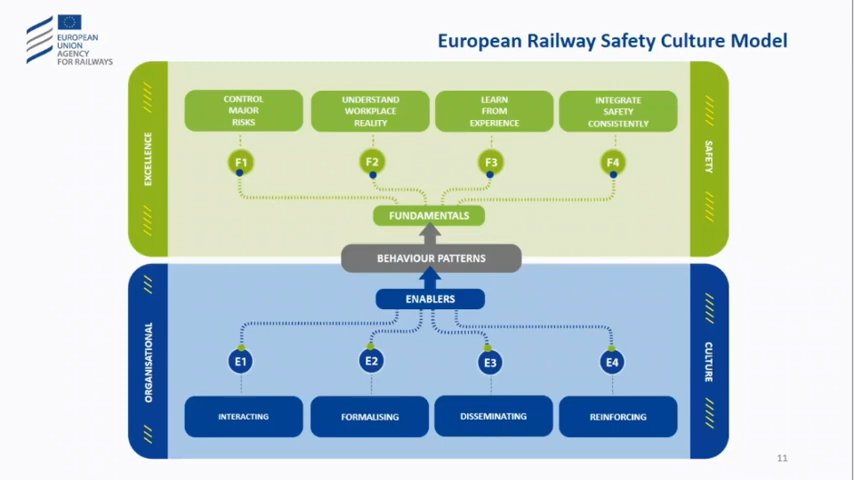 EUROPEAN
UNION
AGENCY
FOR RAILWAYS
European Railway Safety Culture Model
EXCELLENCE
SAFETY
CONTROL
MAJOR
RISKS
UNDERSTAND
WORKPLACE
REALITY
LEARN
FROM
EXPERIENCE
INTEGRATE
SAFETY
CONSISTENTLY
F1
F2
F3
F4
FUNDAMENTALS
BEHAVIOUR PATTERNS
ENABLERS
ORGANISATIONAL
CULTURE
E1
E2
E3
E4
INTERACTING
FORMALISING
DISSEMINATING
REINFORCING
11